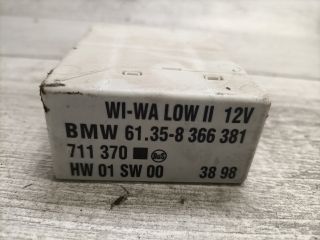 WI-WA LOW II 12V
BMW 61.35-8 366 381
711 370
HW 01 SW 00 38 98